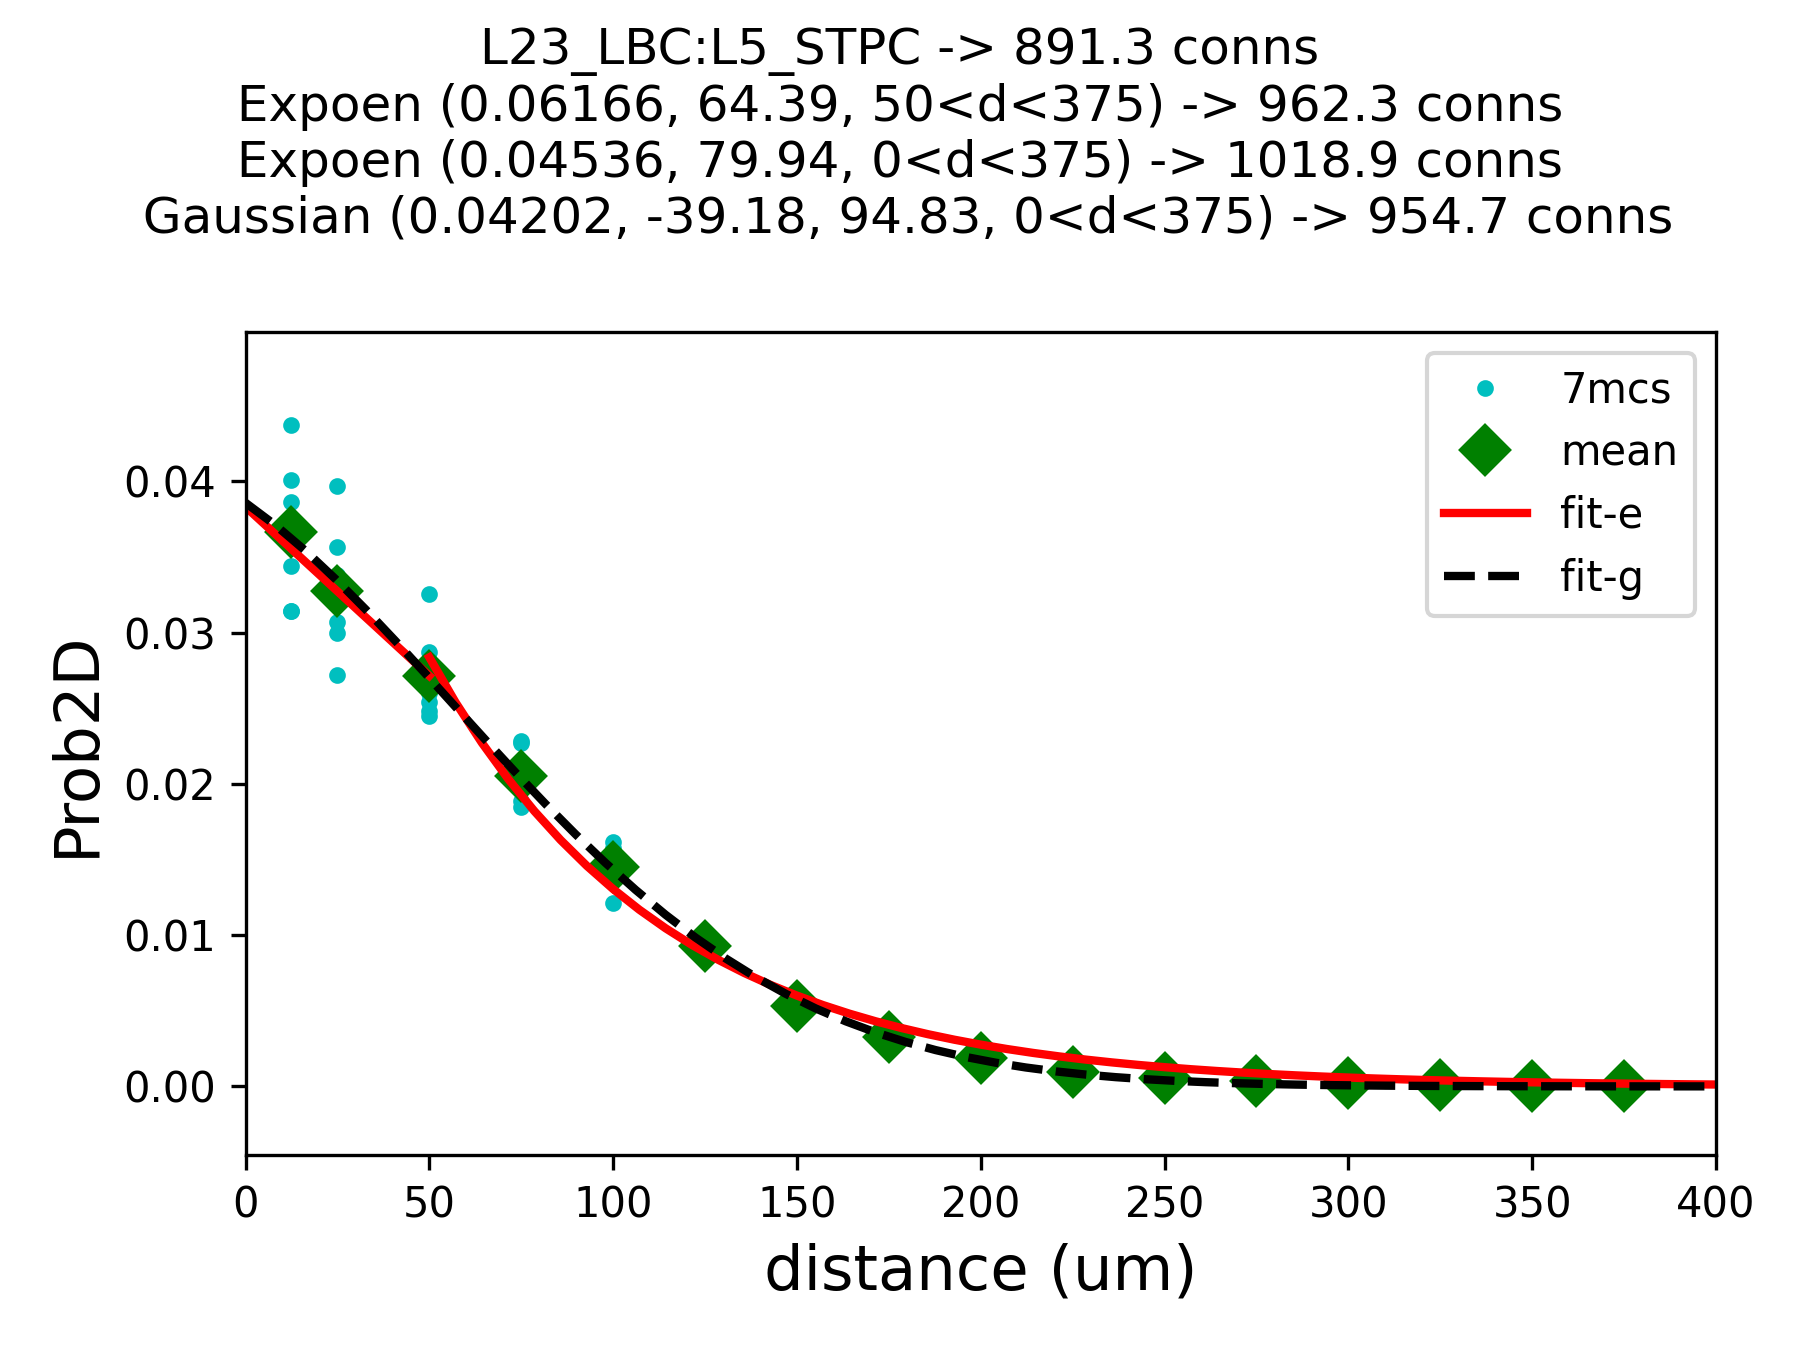 L23_LBC:L5_STPC -> 891.3 conns
Expoen (0.06166, 64.39, 50<d<375) -> 962.3 conns
Expoen (0.04536, 79.94, 0<d<375) -> 1018.9 conns
Gaussian (0.04202, -39.18, 94.83, 0<d<375) -> 954.7 conns
7mcs
mean
fit-e
fit-g
Prob2D
0.04
0.03
0.02
0.01
0.00
0 50 100 150 200 250 300 350 400
distance (um)